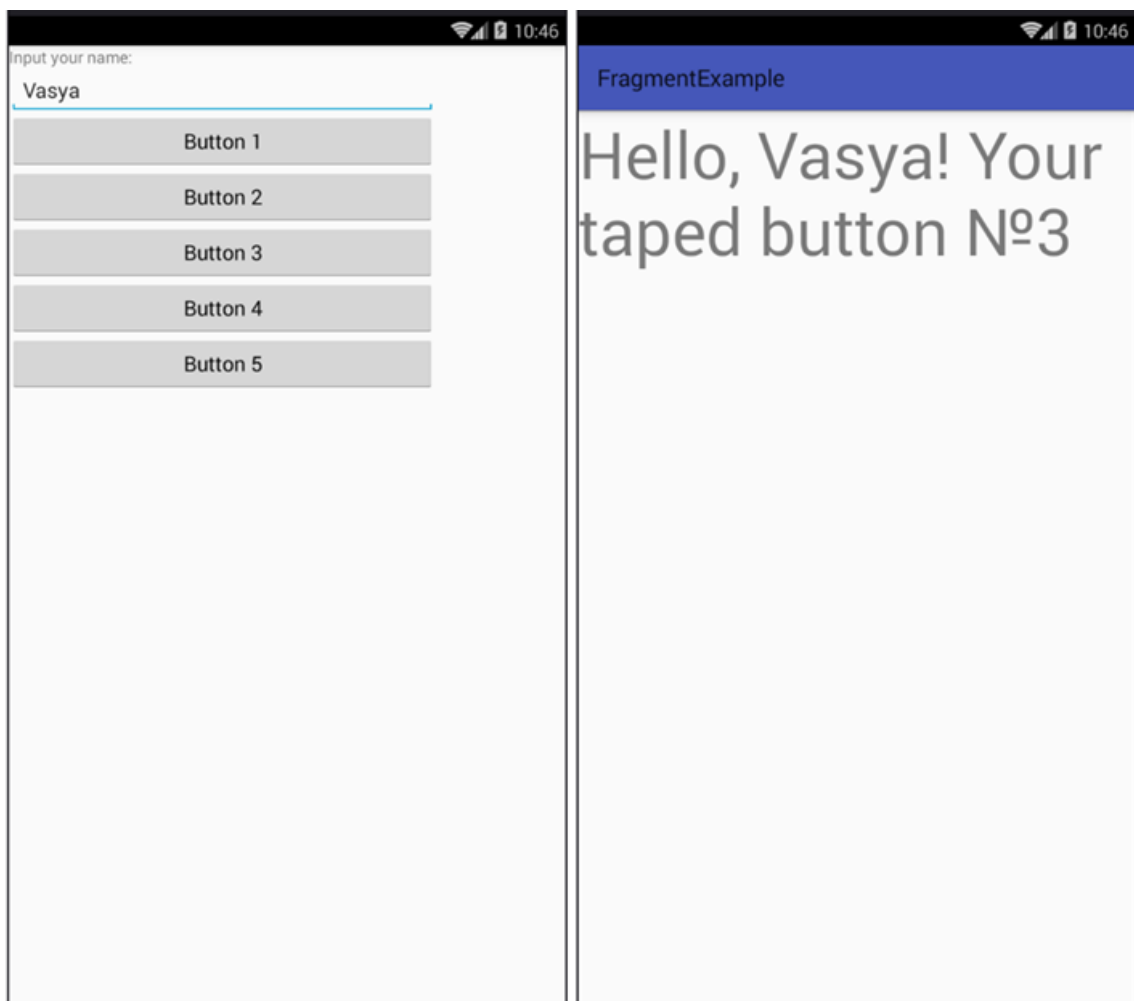 10:46
Input your name:
Vasya
Button 1
Button 2
Button 3
Button 4
Button 5
10:46
FragmentExample
Hello, Vasya! Your
taped button №3